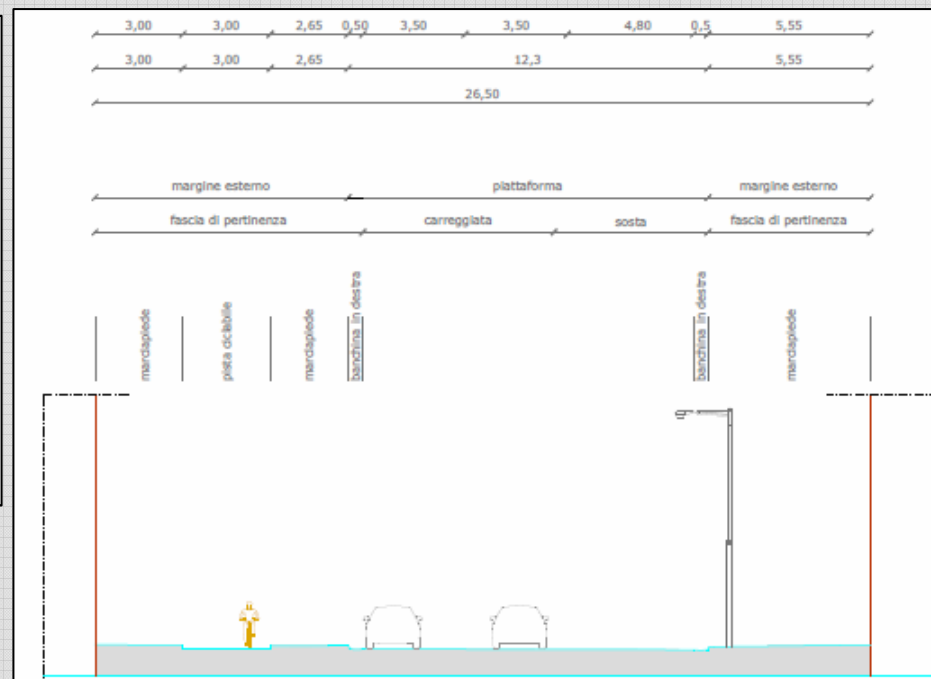 3,00 3,00 2,65 0,50 3,50 3,50 4,80 0,5 5,55
3,00 3,00 2,65 12,3 5,55
26,50
margine esterno piattaforma margine esterno
fascia di pertinenza carreggiata sosta fascia di pertinenza
marciapiede
pista ciclabile
marciapiede
banchina in destra
banchina in destra
marciapiede